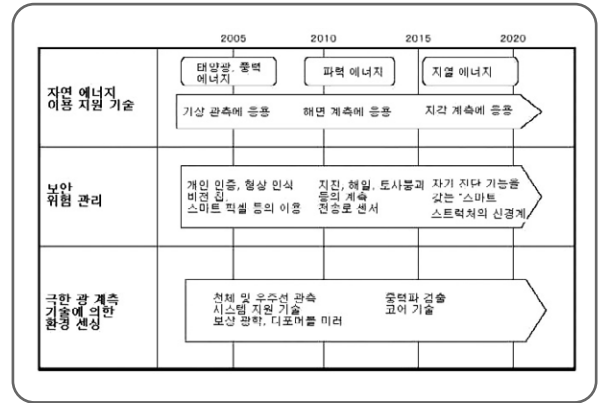 2005 2010 2015 2020
자연 에너지
이용 지원 기술
태양광, 풍력
에너지
파력 에너지
지열 에너지
기상 관측에 응용
해면 계측에 응용
지각 계측에 응용
보안
위험 관리
개인 인증, 형상 인식
비전 칩,
스마트 픽셀 등의 이용
지진, 해일, 토사붕괴
등의 계측
전송로 센서
자기 진단 기능을
갖는 "스마트
스트럭처의 신경계
극한 광 계측
기술에 의한
환경 센싱
천체 및 우주선 관측
시스템 지원 기술
보상 광학, 디포머블 미러
중력파 검출
코어 기술